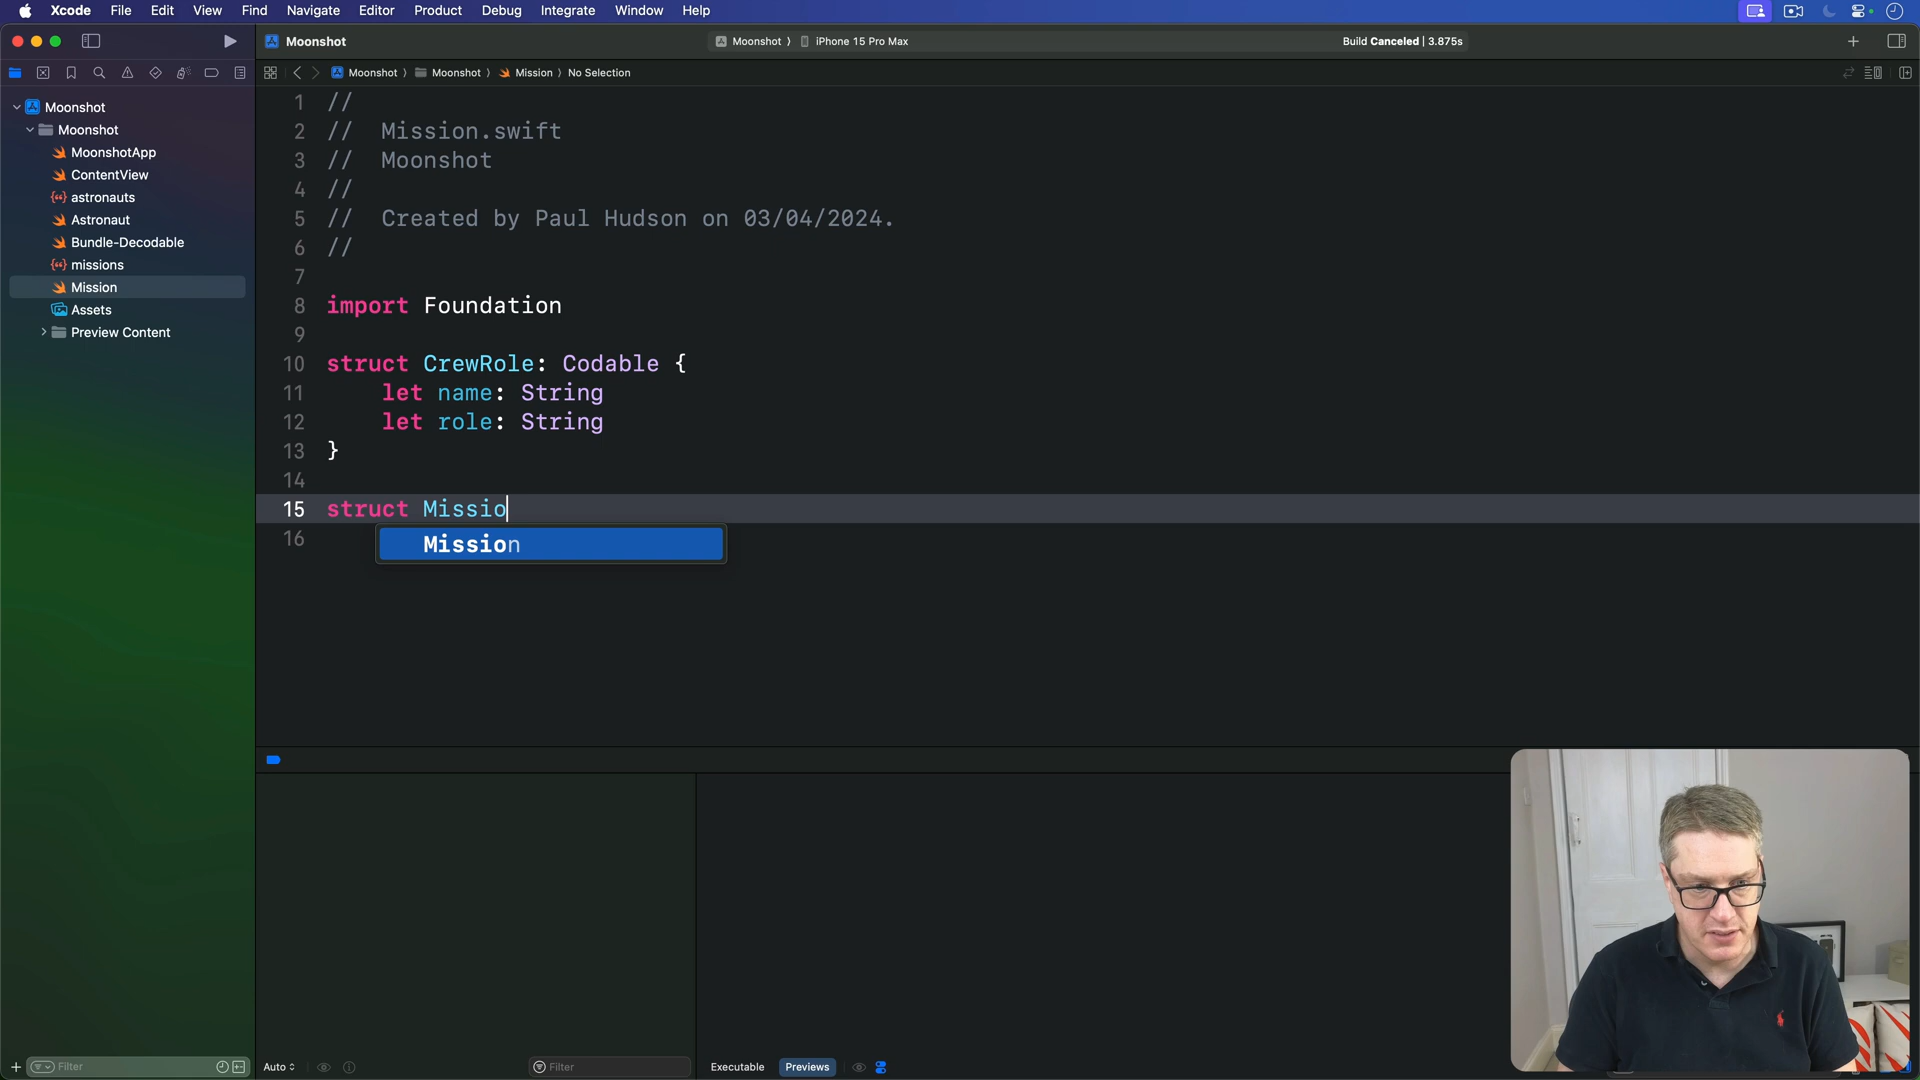 Xcode File Edit View Find Navigate Editor Product Debug Integrate Window Help
Moonshot
Moonshot 〉 iPhone 15 Pro Max
Build Canceled | 3.875s
Moonshot 〉 Moonshot 〉 Mission 〉 No Selection
Moonshot
Moonshot
MoonshotApp
ContentView
astronauts
Astronaut
Bundle-Decodable
missions
Mission
Assets
Preview Content
1 //
2 // Mission.swift
3 // Moonshot
4 //
5 // Created by Paul Hudson on 03/04/2024.
6 //
7
8 import Foundation
9
10 struct CrewRole: Codable {
11 let name: String
12 let role: String
13 }
14
15 struct Missio
Mission
16
Filter
Auto
Filter
Executable Previews